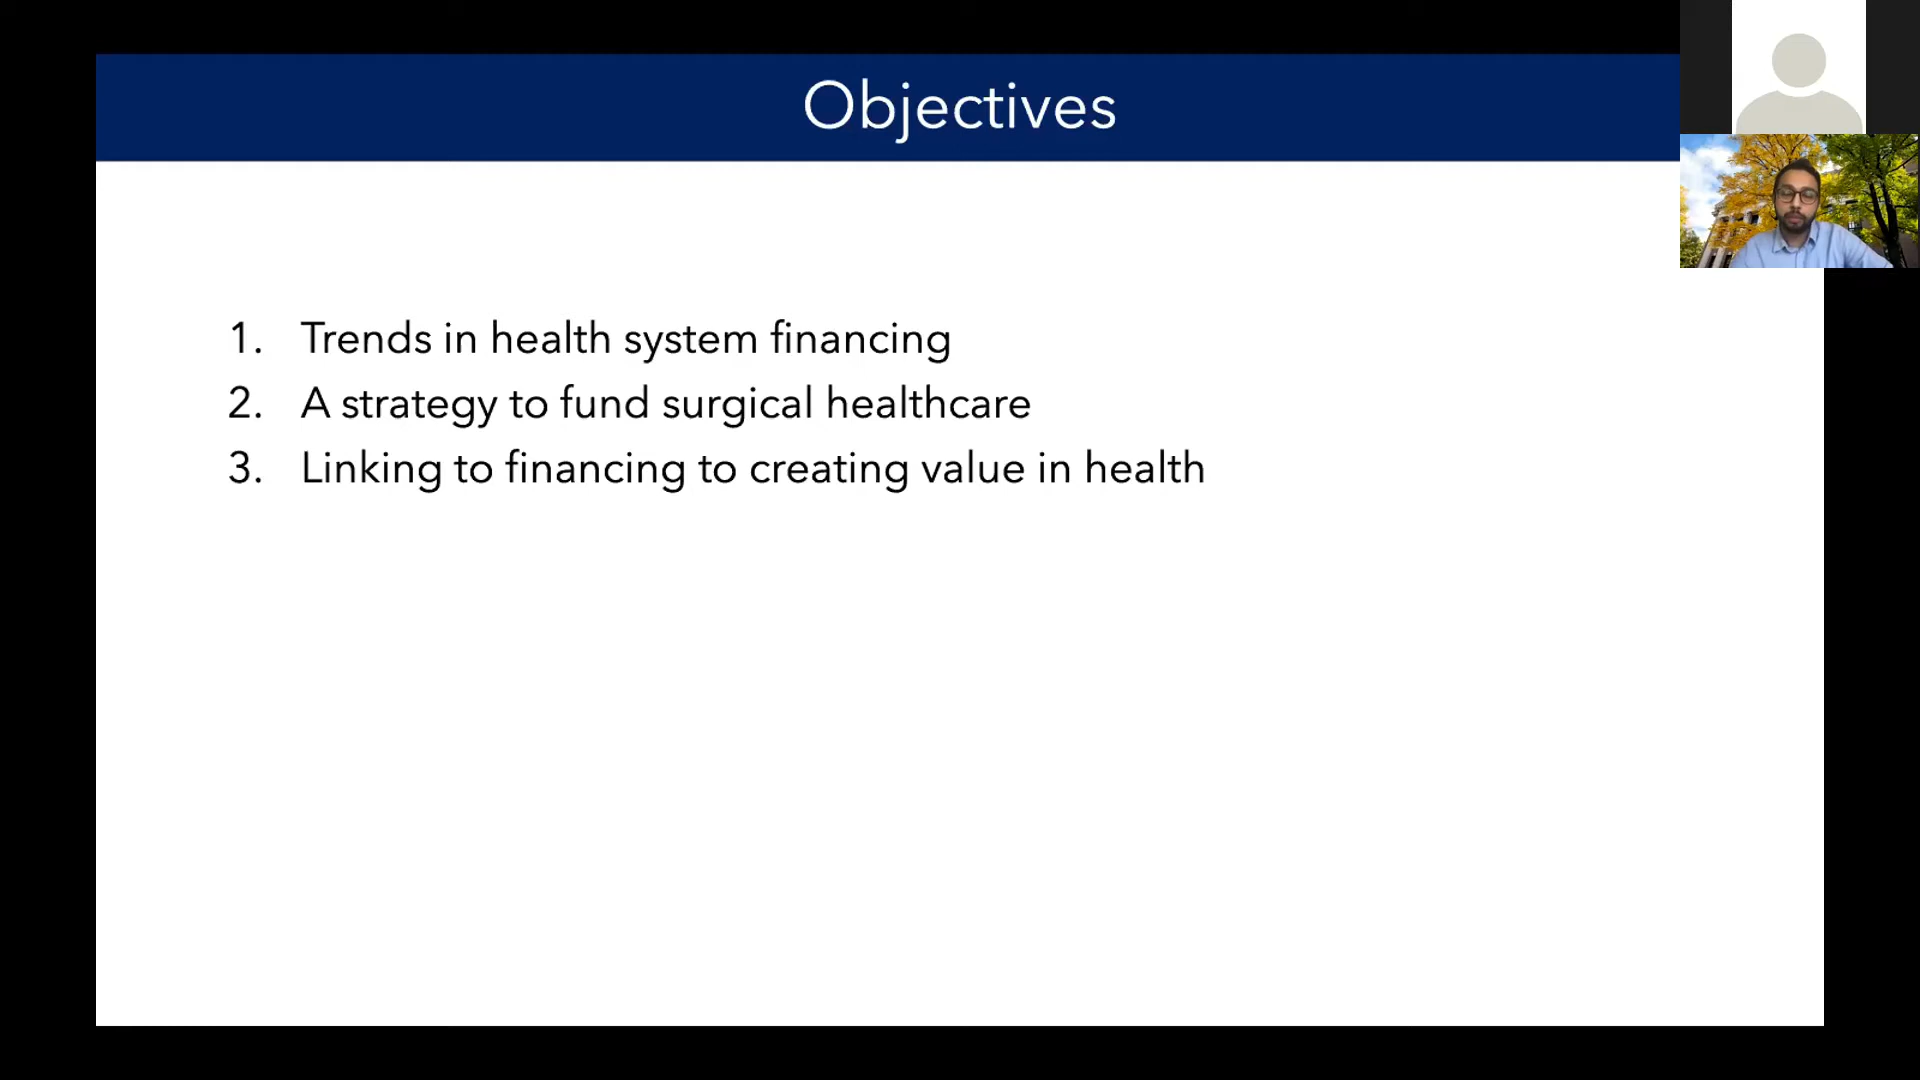 Objectives
1. Trends in health system financing
2. A strategy to fund surgical healthcare
3. Linking to financing to creating value in health